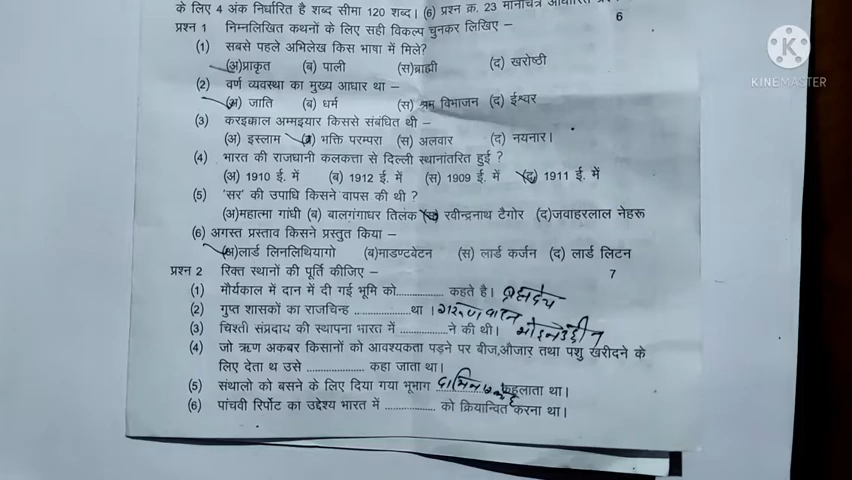 के लिए 4 अंक निर्धारित है शब्द सीमा 120 शब्द। (6) प्रश्न क्र. 23 मानचित्र आधारित प्रश्न
6
प्रश्न 1 निम्नलिखित कथनों के लिए सही विकल्प चुनकर लिखिए –
(1) सबसे पहले अभिलेख किस भाषा में मिले?
(अ)प्राकृत (ब) पाली (स)ब्राह्मी (द) खरोष्ठी
(2) वर्ण व्यवस्था का मुख्य आधार था –
(अ) जाति (ब) धर्म (स) श्रम विभाजन (द) ईश्वर
(3) करइक्काल अम्मइयार किससे संबंधित थी –
(अ) इस्लाम (ब) भक्ति परम्परा (स) अलवार (द) नयनार।
(4) भारत की राजधानी कलकत्ता से दिल्ली स्थानांतरित हुई ?
(अ) 1910 ई. में (ब) 1912 ई. में (स) 1909 ई. में (द) 1911 ई. में
(5) 'सर' की उपाधि किसने वापस की थी ?
(अ)महात्मा गांधी (ब) बालगंगाधर तिलक (स) रवीन्द्रनाथ टैगोर (द)जवाहरलाल नेहरू
(6) अगस्त प्रस्ताव किसने प्रस्तुत किया –
(अ)लार्ड लिनलिथियागो (ब)माडण्टबेटन (स) लार्ड कर्जन (द) लार्ड लिटन
प्रश्न 2 रिक्त स्थानों की पूर्ति कीजिए – 7
(1) मौर्यकाल में दान में दी गई भूमि को.............. कहते है। ब्रह्मदेय
(2) गुप्त शासकों का राजचिन्ह ...............था।
(3) चिश्ती संप्रदाय की स्थापना भारत में ..............ने की थी।
(4) जो ऋण अकबर किसानों को आवश्यकता पड़ने पर बीज,औजार तथा पशु खरीदने के
लिए देता थ उसे .................. कहा जाता था।
(5) संथालो को बसने के लिए दिया गया भूभाग ............... कहलाता था।
(6) पांचवी रिर्पोट का उद्देश्य भारत में ............... को क्रियान्वित करना था।
KINEMASTER